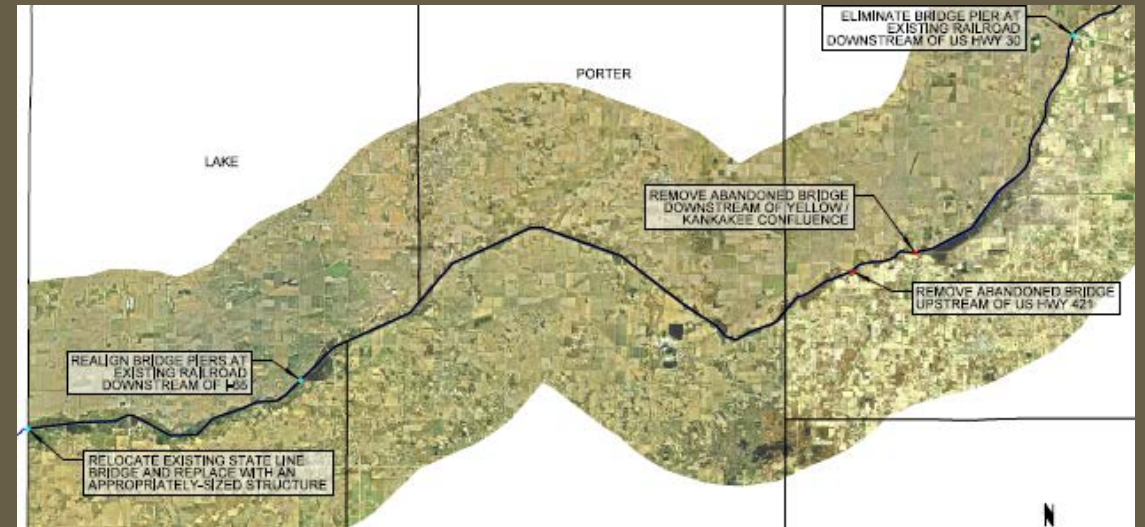 ELIMINATE BRIDGE PIER AT
EXISTING RAILROAD
DOWNSTREAM OF US HWY 30
PORTER
LAKE
REMOVE ABANDONED BRIDGE
DOWNSTREAM OF YELLOW /
KANKAKEE CONFLUENCE
REMOVE ABANDONED BRIDGE
UPSTREAM OF US HWY 421
REALIGN BRIDGE PIERS AT
EXISTING RAILROAD
DOWNSTREAM OF I-65
RELOCATE EXISTING STATE LINE
BRIDGE AND REPLACE WITH AN
APPROPRIATELY-SIZED STRUCTURE
N